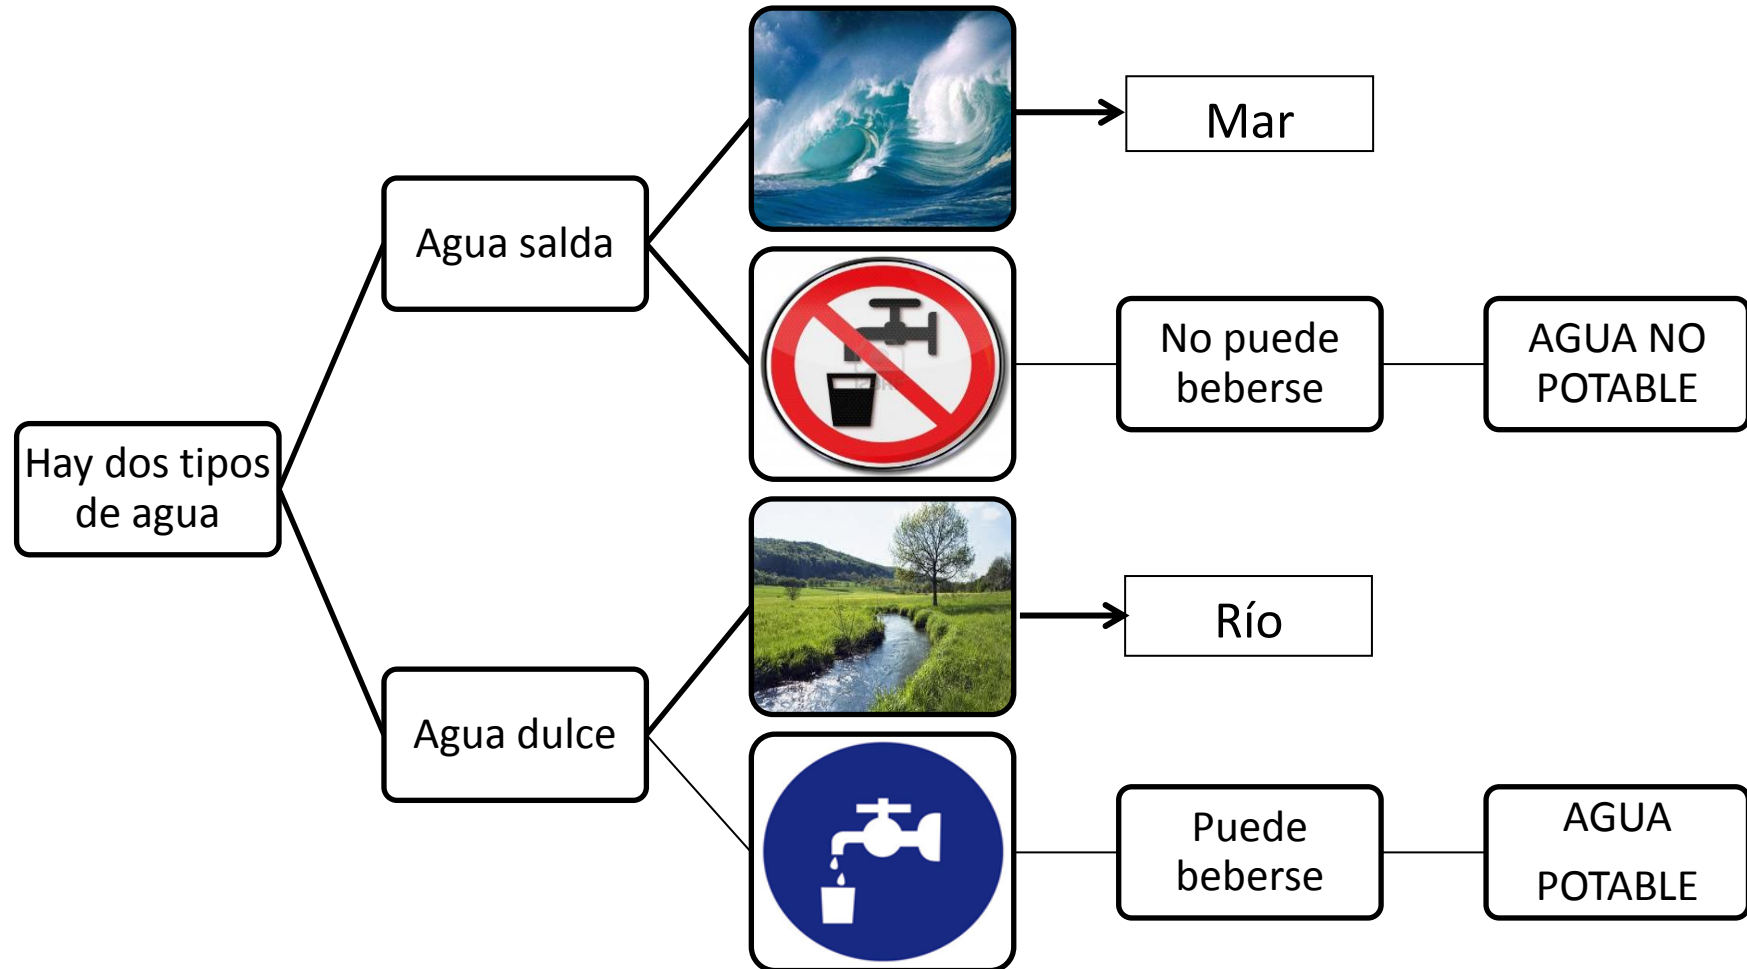 Hay dos tipos
de agua
Agua salda
Mar
No puede
beberse
AGUA NO
POTABLE
Agua dulce
Río
Puede
beberse
AGUA
POTABLE